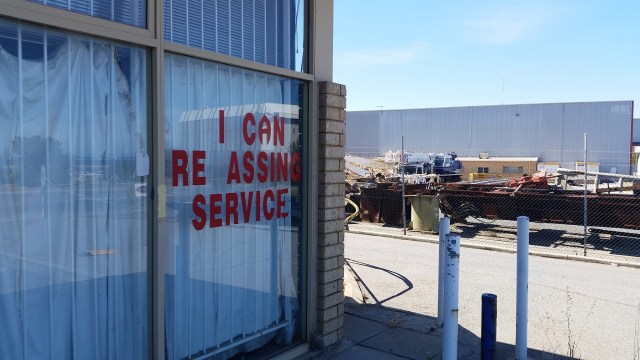 I CAN
RE ASSING
SERVICE